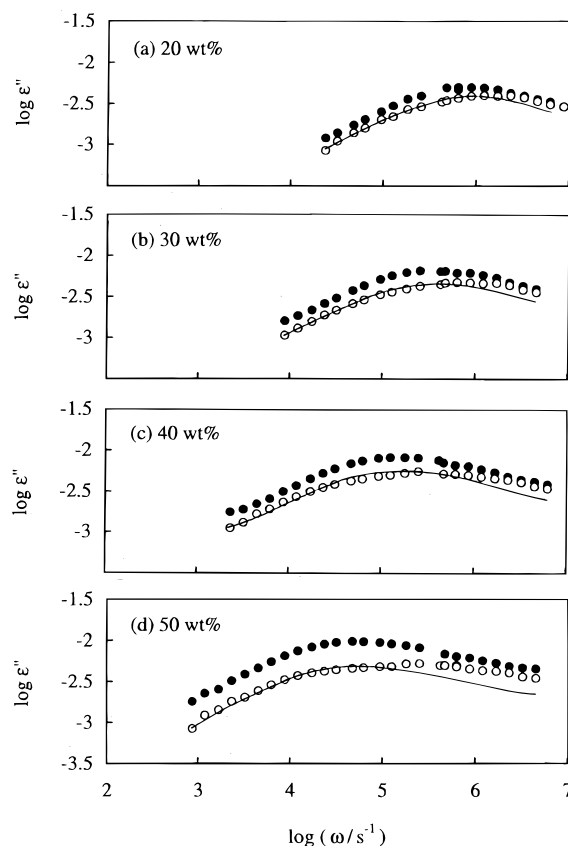 -1.5
(a) 20 wt%
-2
log ε"
-2.5
-3
-1.5
(b) 30 wt%
-2
log ε"
-2.5
-3
-1.5
(c) 40 wt%
-2
log ε"
-2.5
-3
-1.5
(d) 50 wt%
-2
log ε"
-2.5
-3
-3.5
2 3 4 5 6 7
log (ω/s⁻¹)